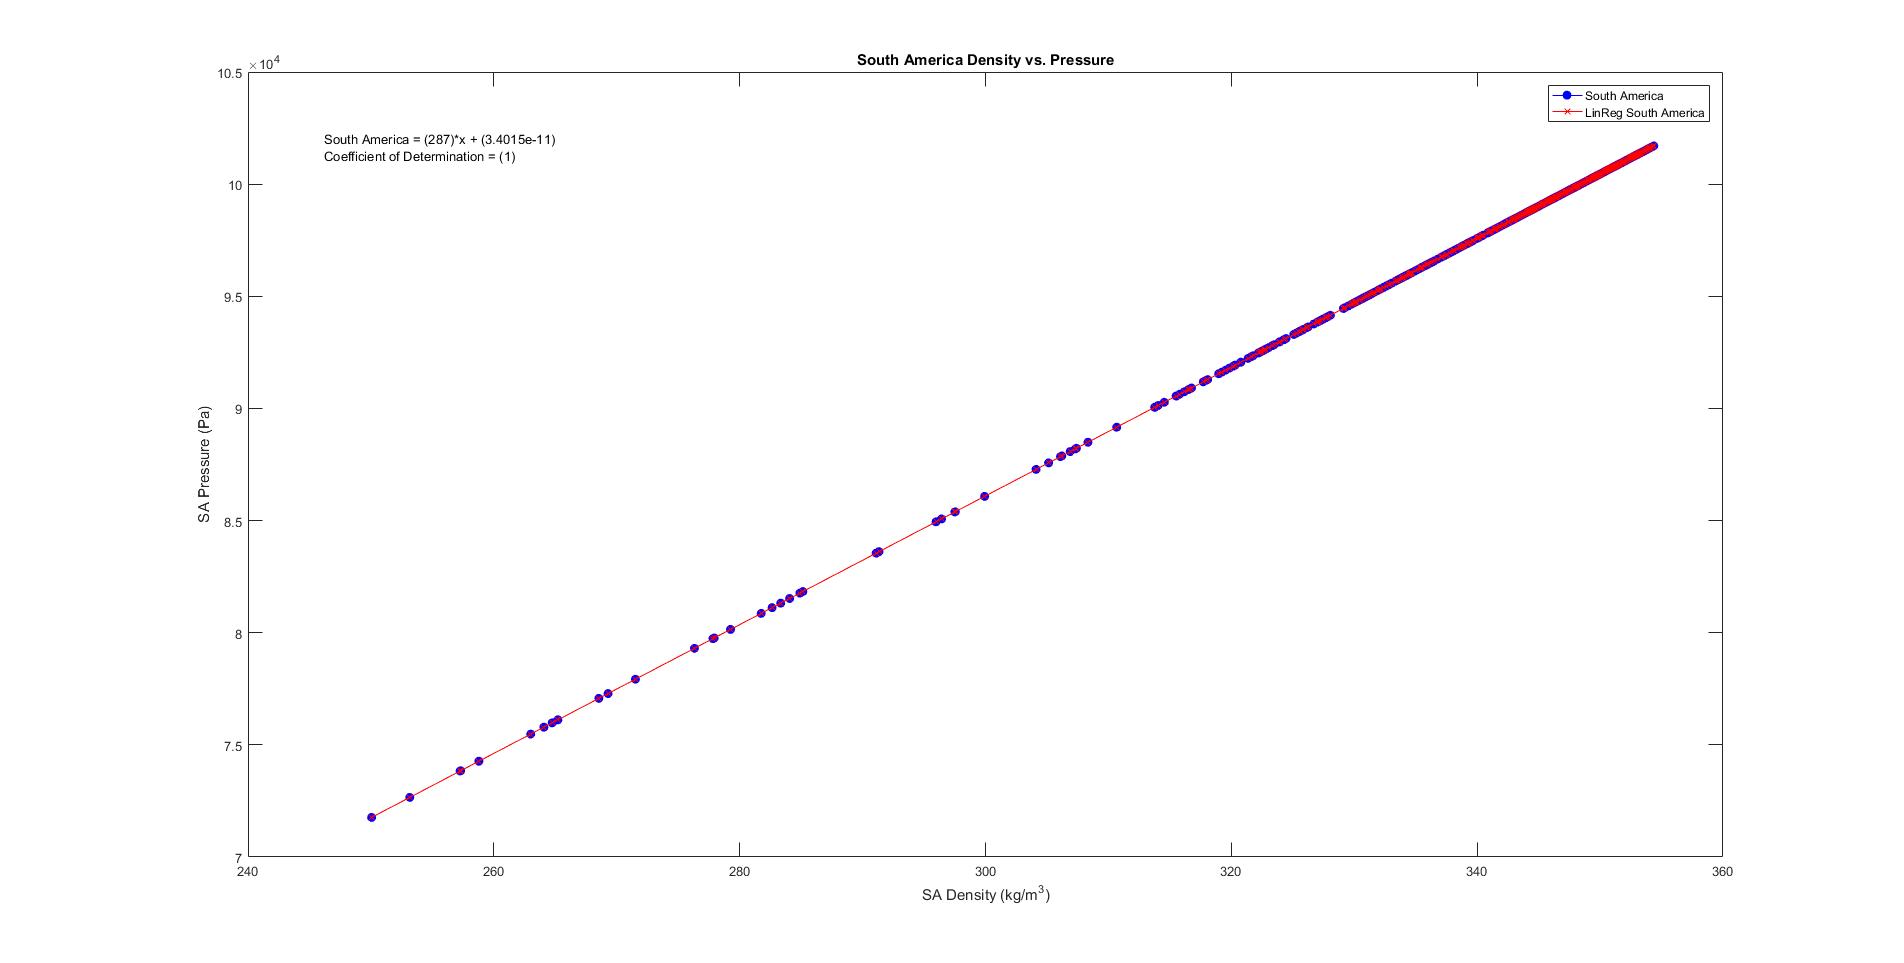 South America Density vs. Pressure
×10⁴
10.5
10
9.5
9
8.5
8
7.5
7
SA Pressure (Pa)
South America = (287)*x + (3.4015e-11)
Coefficient of Determination = (1)
South America
LinReg South America
240 260 280 300 320 340 360
SA Density (kg/m³)